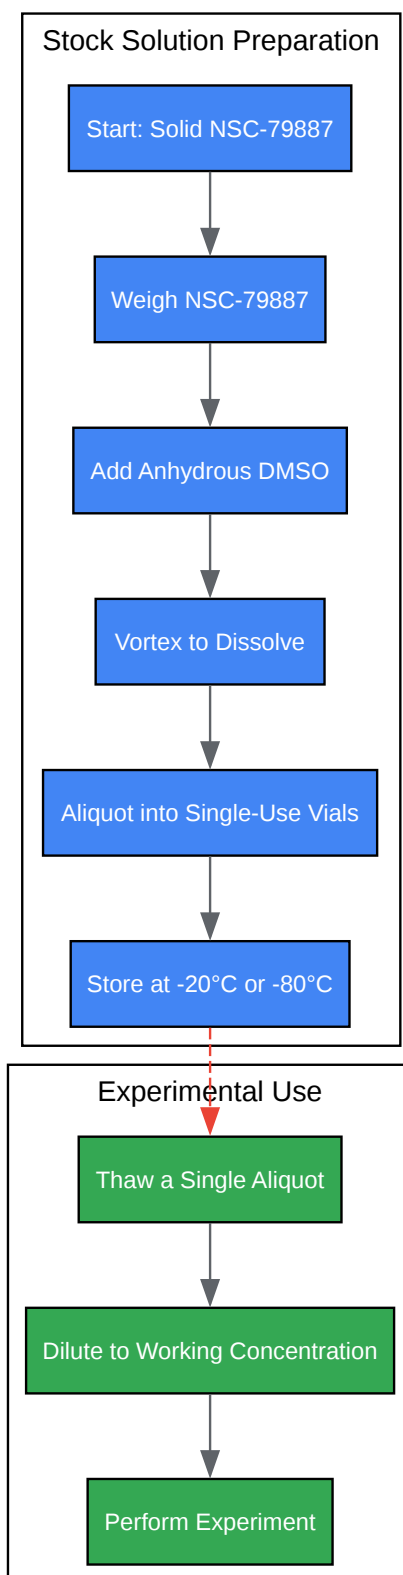 Stock Solution Preparation
Start: Solid NSC-79887
Weigh NSC-79887
Add Anhydrous DMSO
Vortex to Dissolve
Aliquot into Single-Use Vials
Store at -20°C or -80°C
Experimental Use
Thaw a Single Aliquot
Dilute to Working Concentration
Perform Experiment